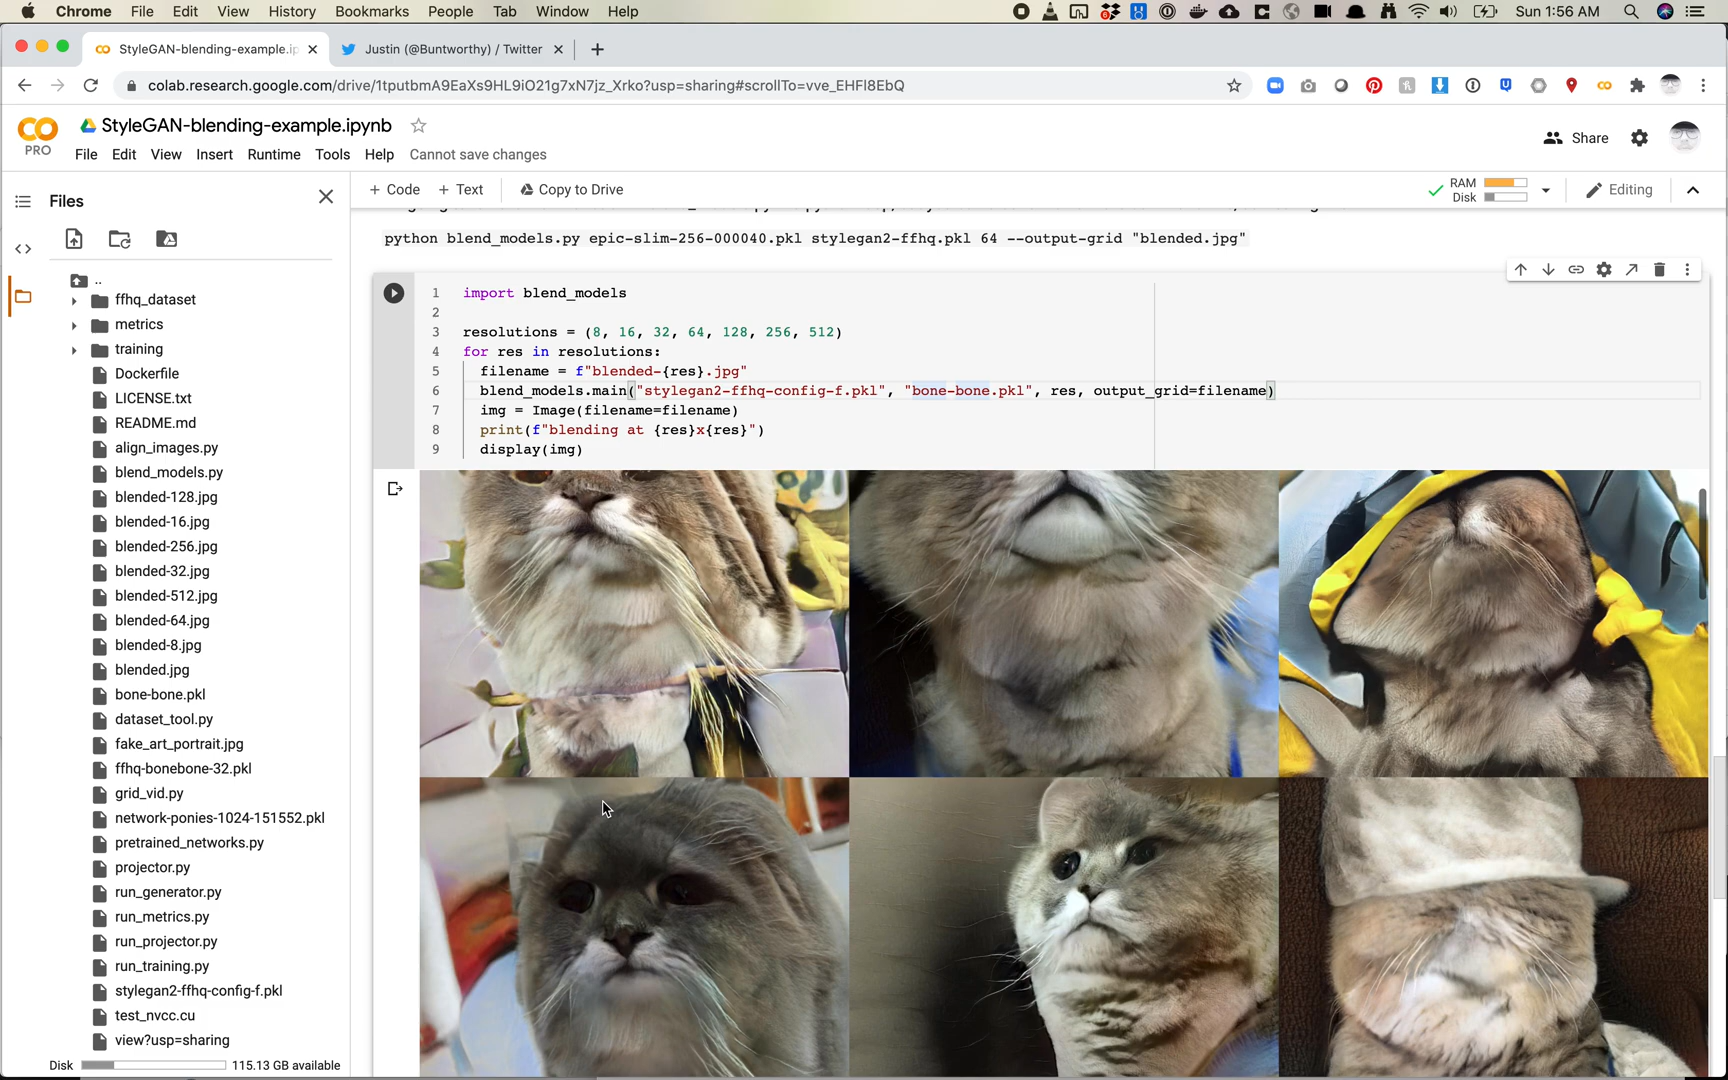 Chrome File Edit View History Bookmarks People Tab Window Help Sun 1:56 AM
StyleGAN-blending-example.ip
Justin (@Buntworthy) / Twitter
colab.research.google.com/drive/1tputbmA9EaXs9HL9iO21g7xN7jz_Xrko?usp=sharing#scrollTo=vve_EHFl8EbQ
StyleGAN-blending-example.ipynb
PRO
File Edit View Insert Runtime Tools Help Cannot save changes
Share
Files
+ Code + Text Copy to Drive
RAM
Disk
Editing
python blend_models.py epic-slim-256-000040.pkl stylegan2-ffhq.pkl 64 --output-grid "blended.jpg"
..
ffhq_dataset
metrics
training
Dockerfile
LICENSE.txt
README.md
align_images.py
blend_models.py
blended-128.jpg
blended-16.jpg
blended-256.jpg
blended-32.jpg
blended-512.jpg
blended-64.jpg
blended-8.jpg
blended.jpg
bone-bone.pkl
dataset_tool.py
fake_art_portrait.jpg
ffhq-bonebone-32.pkl
grid_vid.py
network-ponies-1024-151552.pkl
pretrained_networks.py
projector.py
run_generator.py
run_metrics.py
run_projector.py
run_training.py
stylegan2-ffhq-config-f.pkl
test_nvcc.cu
view?usp=sharing
Disk 115.13 GB available
1 import blend_models
2
3 resolutions = (8, 16, 32, 64, 128, 256, 512)
4 for res in resolutions:
5 filename = f"blended-{res}.jpg"
6 blend_models.main("stylegan2-ffhq-config-f.pkl", "bone-bone.pkl", res, output_grid=filename)
7 img = Image(filename=filename)
8 print(f"blending at {res}x{res}")
9 display(img)